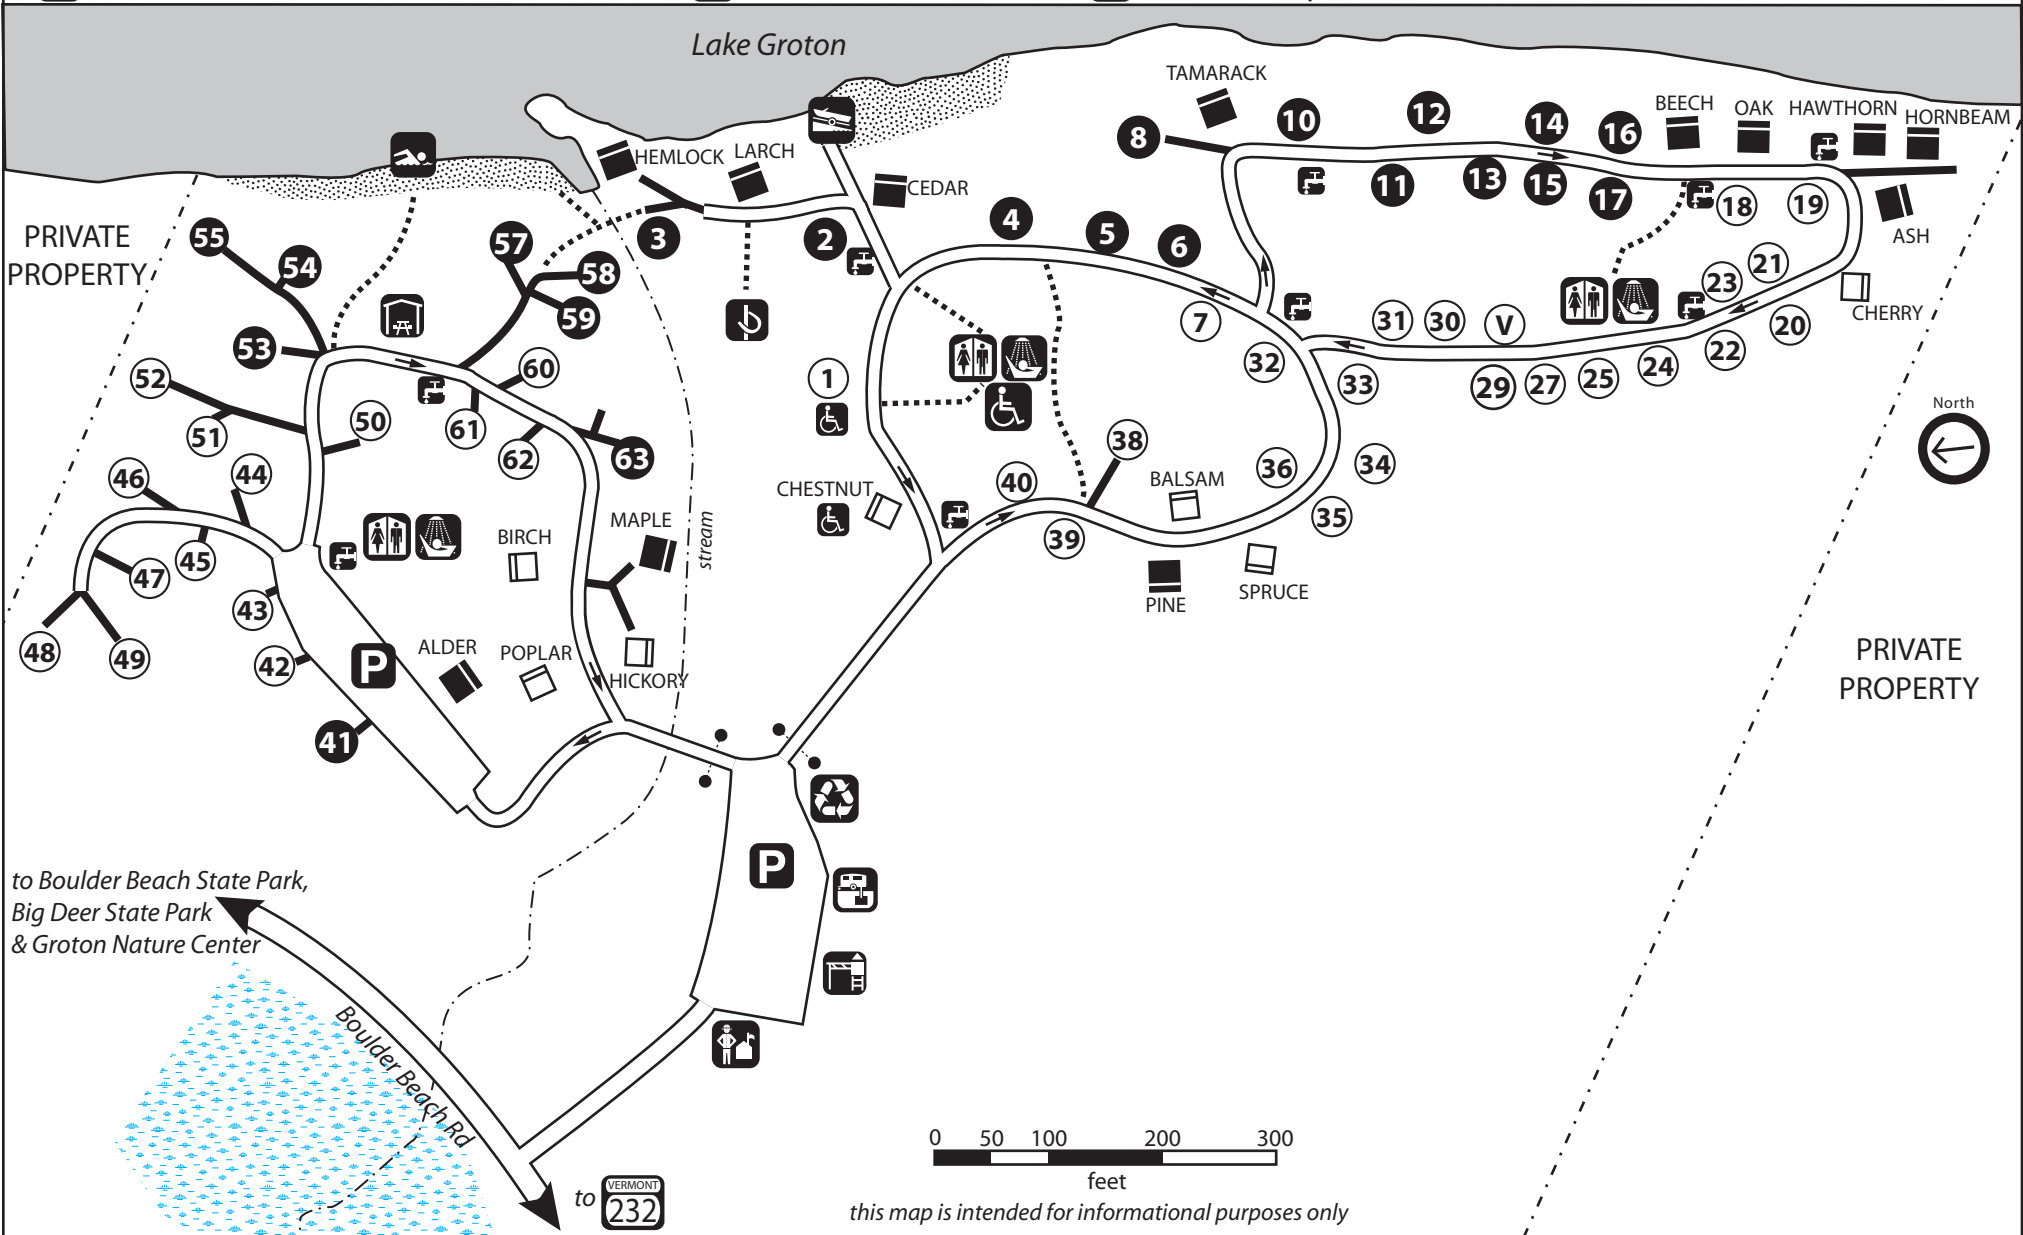 Lake Groton
TAMARACK
BEECH
OAK
HAWTHORN
HORNBEAM
8
10
12
14
16
11
13
15
17
18
19
ASH
HEMLOCK
LARCH
CEDAR
PRIVATE
PROPERTY
55
54
57
58
59
3
2
4
5
6
7
23
21
20
CHERRY
53
52
51
50
60
61
62
63
1
32
31
30
V
33
29
27
25
24
22
North
46
44
45
47
43
48
49
42
41
P
BIRCH
MAPLE
ALDER
POPLAR
HICKORY
stream
CHESTNUT
40
38
39
BALSAM
36
34
35
PINE
SPRUCE
PRIVATE
PROPERTY
P
to Boulder Beach State Park,
Big Deer State Park
& Groton Nature Center
Boulder Beach Rd
to
VERMONT
232
0 50 100 200 300
feet
this map is intended for informational purposes only